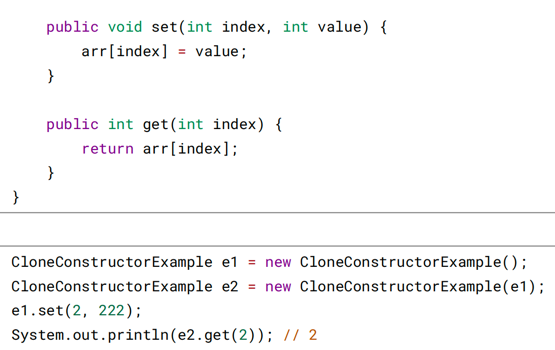 public void set(int index, int value) {
arr[index] = value;
}
public int get(int index) {
return arr[index];
}
}
CloneConstructorExample e1 = new CloneConstructorExample();
CloneConstructorExample e2 = new CloneConstructorExample(e1);
e1.set(2, 222);
System.out.println(e2.get(2)); // 2